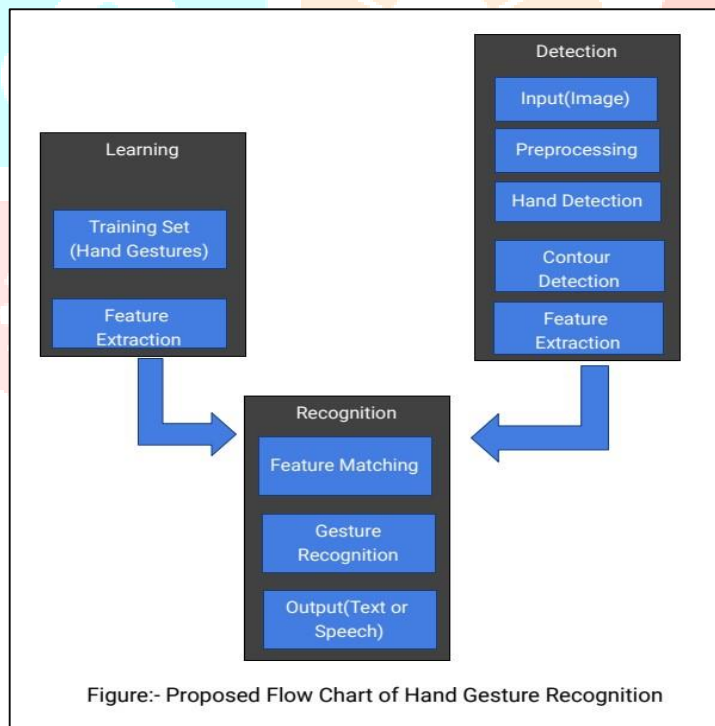 Learning
Training Set
(Hand Gestures)
Feature
Extraction
Detection
Input(Image)
Preprocessing
Hand Detection
Contour
Detection
Feature
Extraction
Recognition
Feature Matching
Gesture
Recognition
Output(Text or
Speech)
Figure:- Proposed Flow Chart of Hand Gesture Recognition